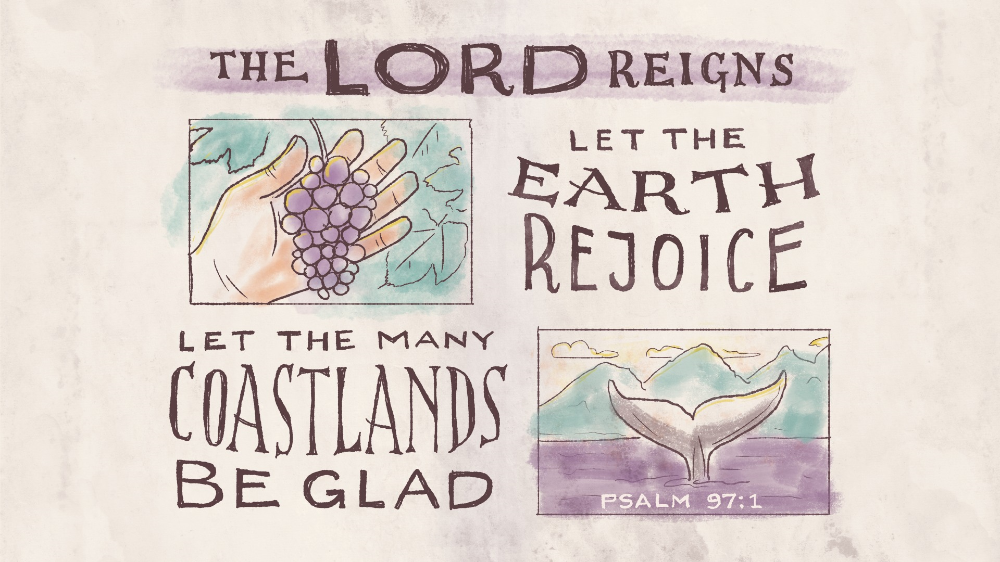 THE LORD REIGNS
LET THE
EARTH
REJOICE
LET THE MANY
COASTLANDS
BE GLAD
PSALM 97:1